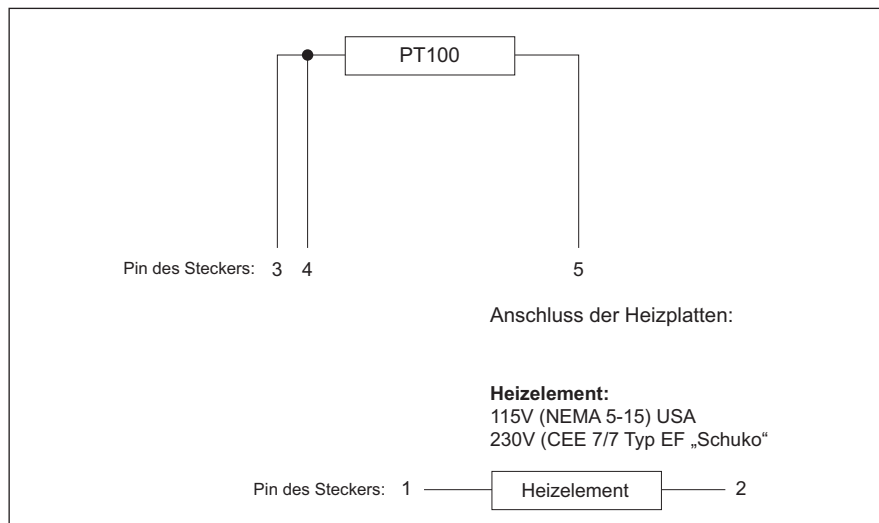 PT100
Pin des Steckers: 3 4 5
Anschluss der Heizplatten:
Heizelement:
115V (NEMA 5-15) USA
230V (CEE 7/7 Typ EF „Schuko“
Pin des Steckers: 1 Heizelement 2